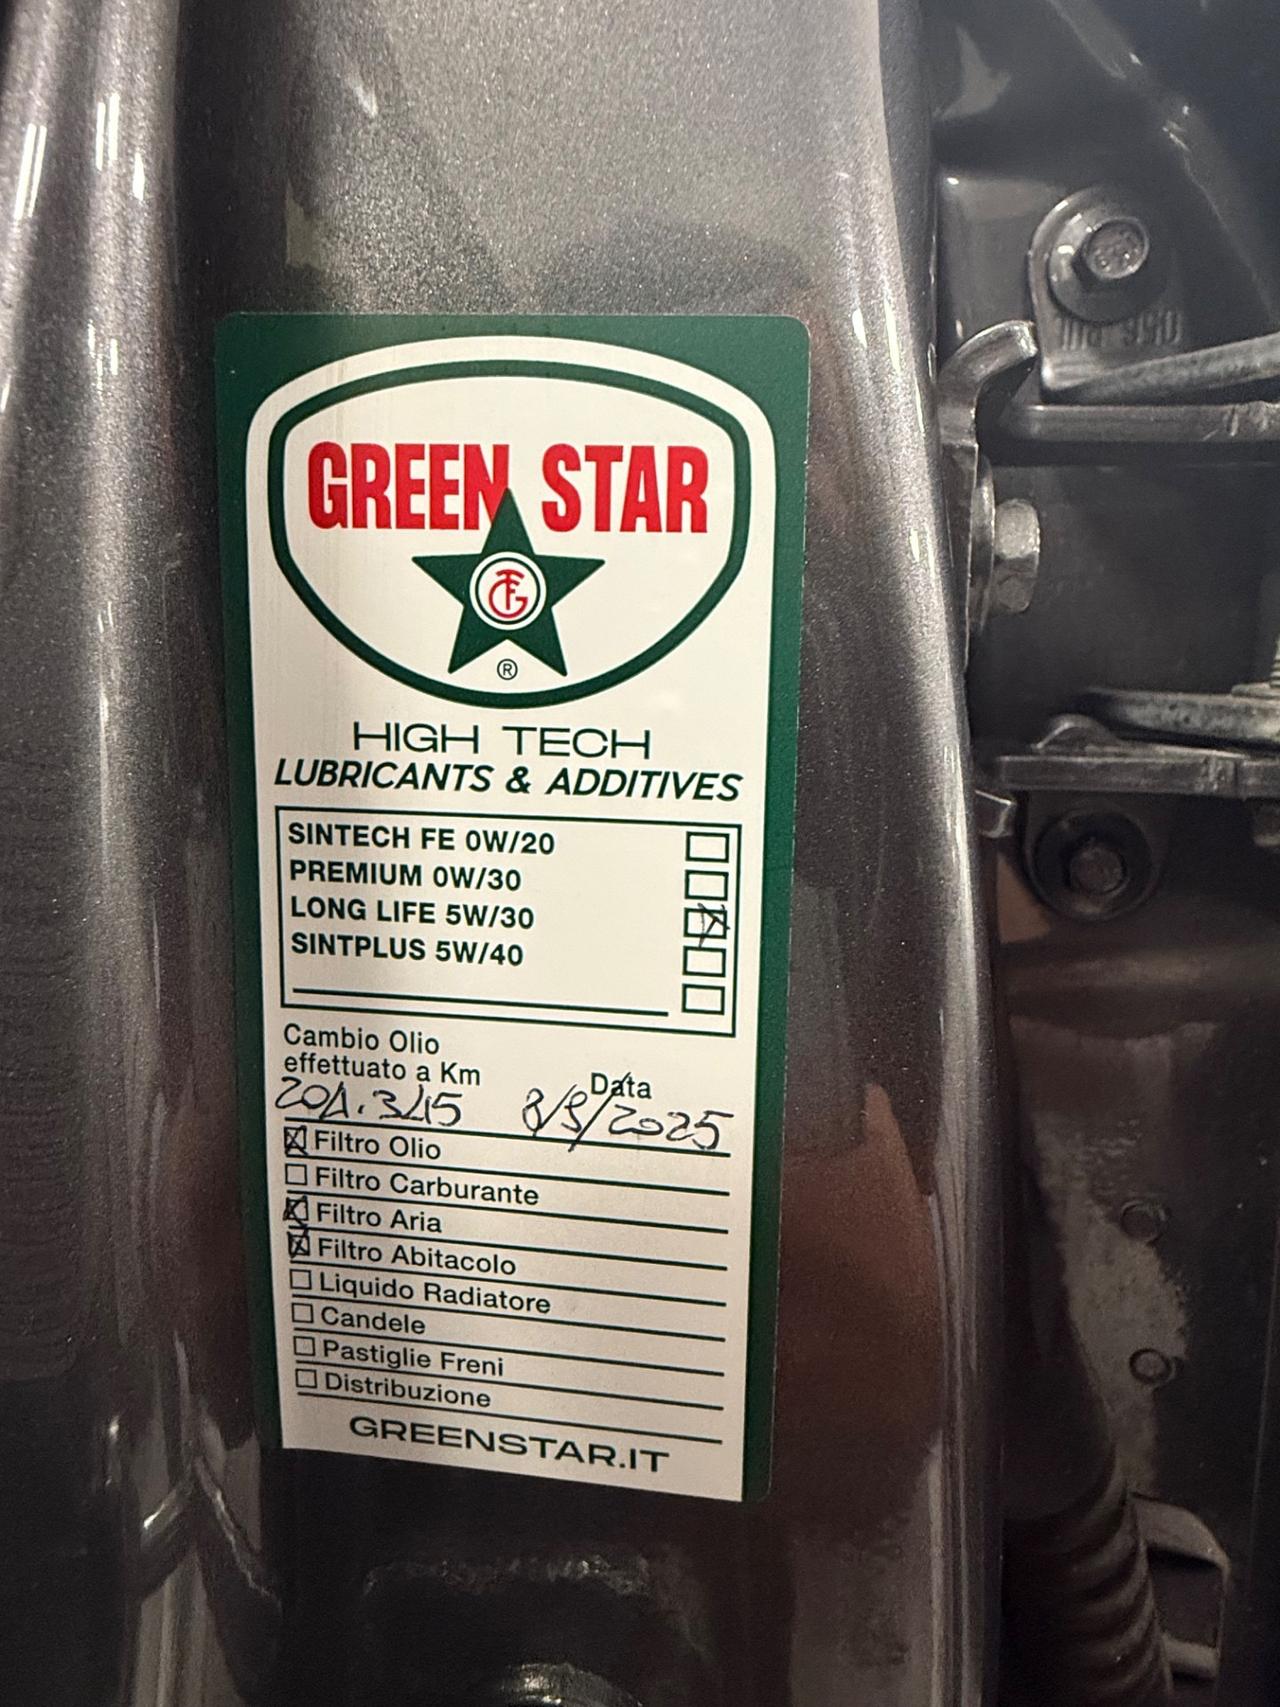 GREEN STAR
®
HIGH TECH
LUBRICANTS & ADDITIVES
SINTECH FE 0W/20
PREMIUM 0W/30
LONG LIFE 5W/30
SINTPLUS 5W/40
Cambio Olio
effettuato a Km Data
201.345 8/9/2025
Filtro Olio
Filtro Carburante
Filtro Aria
Filtro Abitacolo
Liquido Radiatore
Candele
Pastiglie Freni
Distribuzione
GREENSTAR.IT